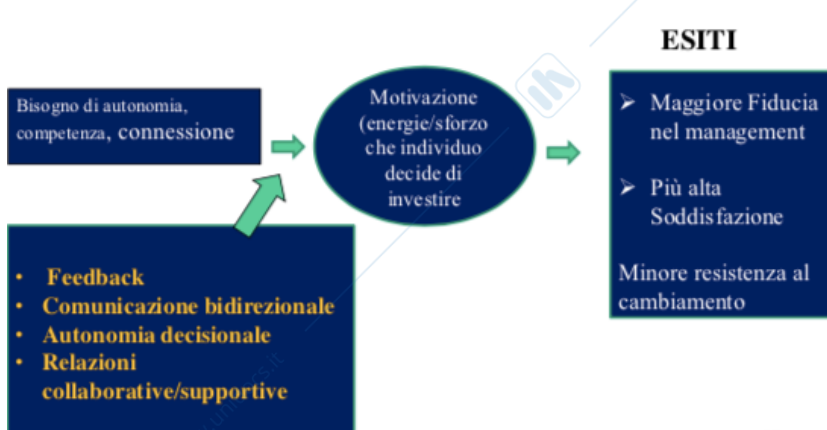 ESITI
Bisogno di autonomia,
competenza, connessione
Motivazione
(energie/sforzo
che individuo
decide di
investire
➢ Maggiore Fiducia
nel management
➢ Più alta
Soddisfazione
Minore resistenza al
cambiamento
• Feedback
• Comunicazione bidirezionale
• Autonomia decisionale
• Relazioni
collaborative/supportive